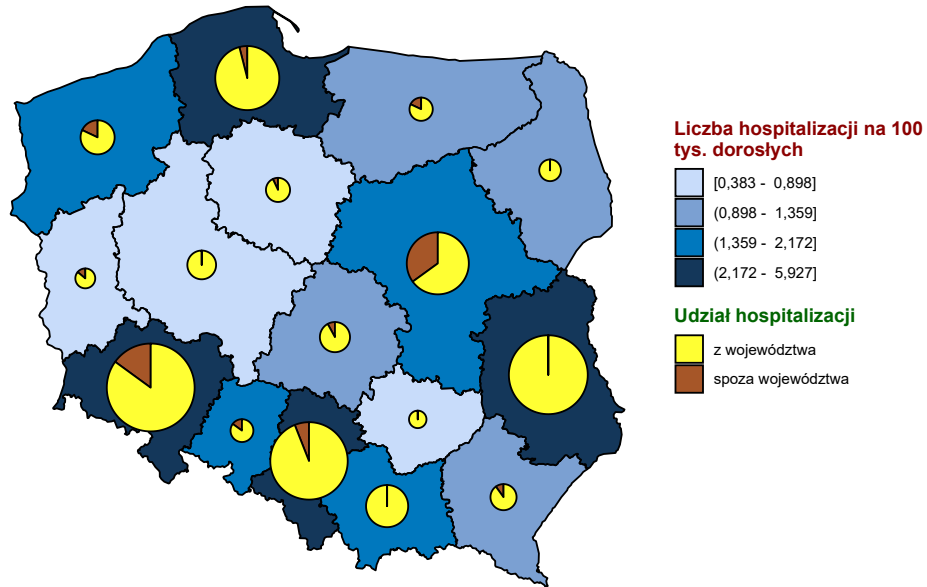 Liczba hospitalizacji na 100
tys. dorosłych
[0,383 - 0,898]
(0,898 - 1,359]
(1,359 - 2,172]
(2,172 - 5,927]
Udział hospitalizacji
z województwa
spoza województwa